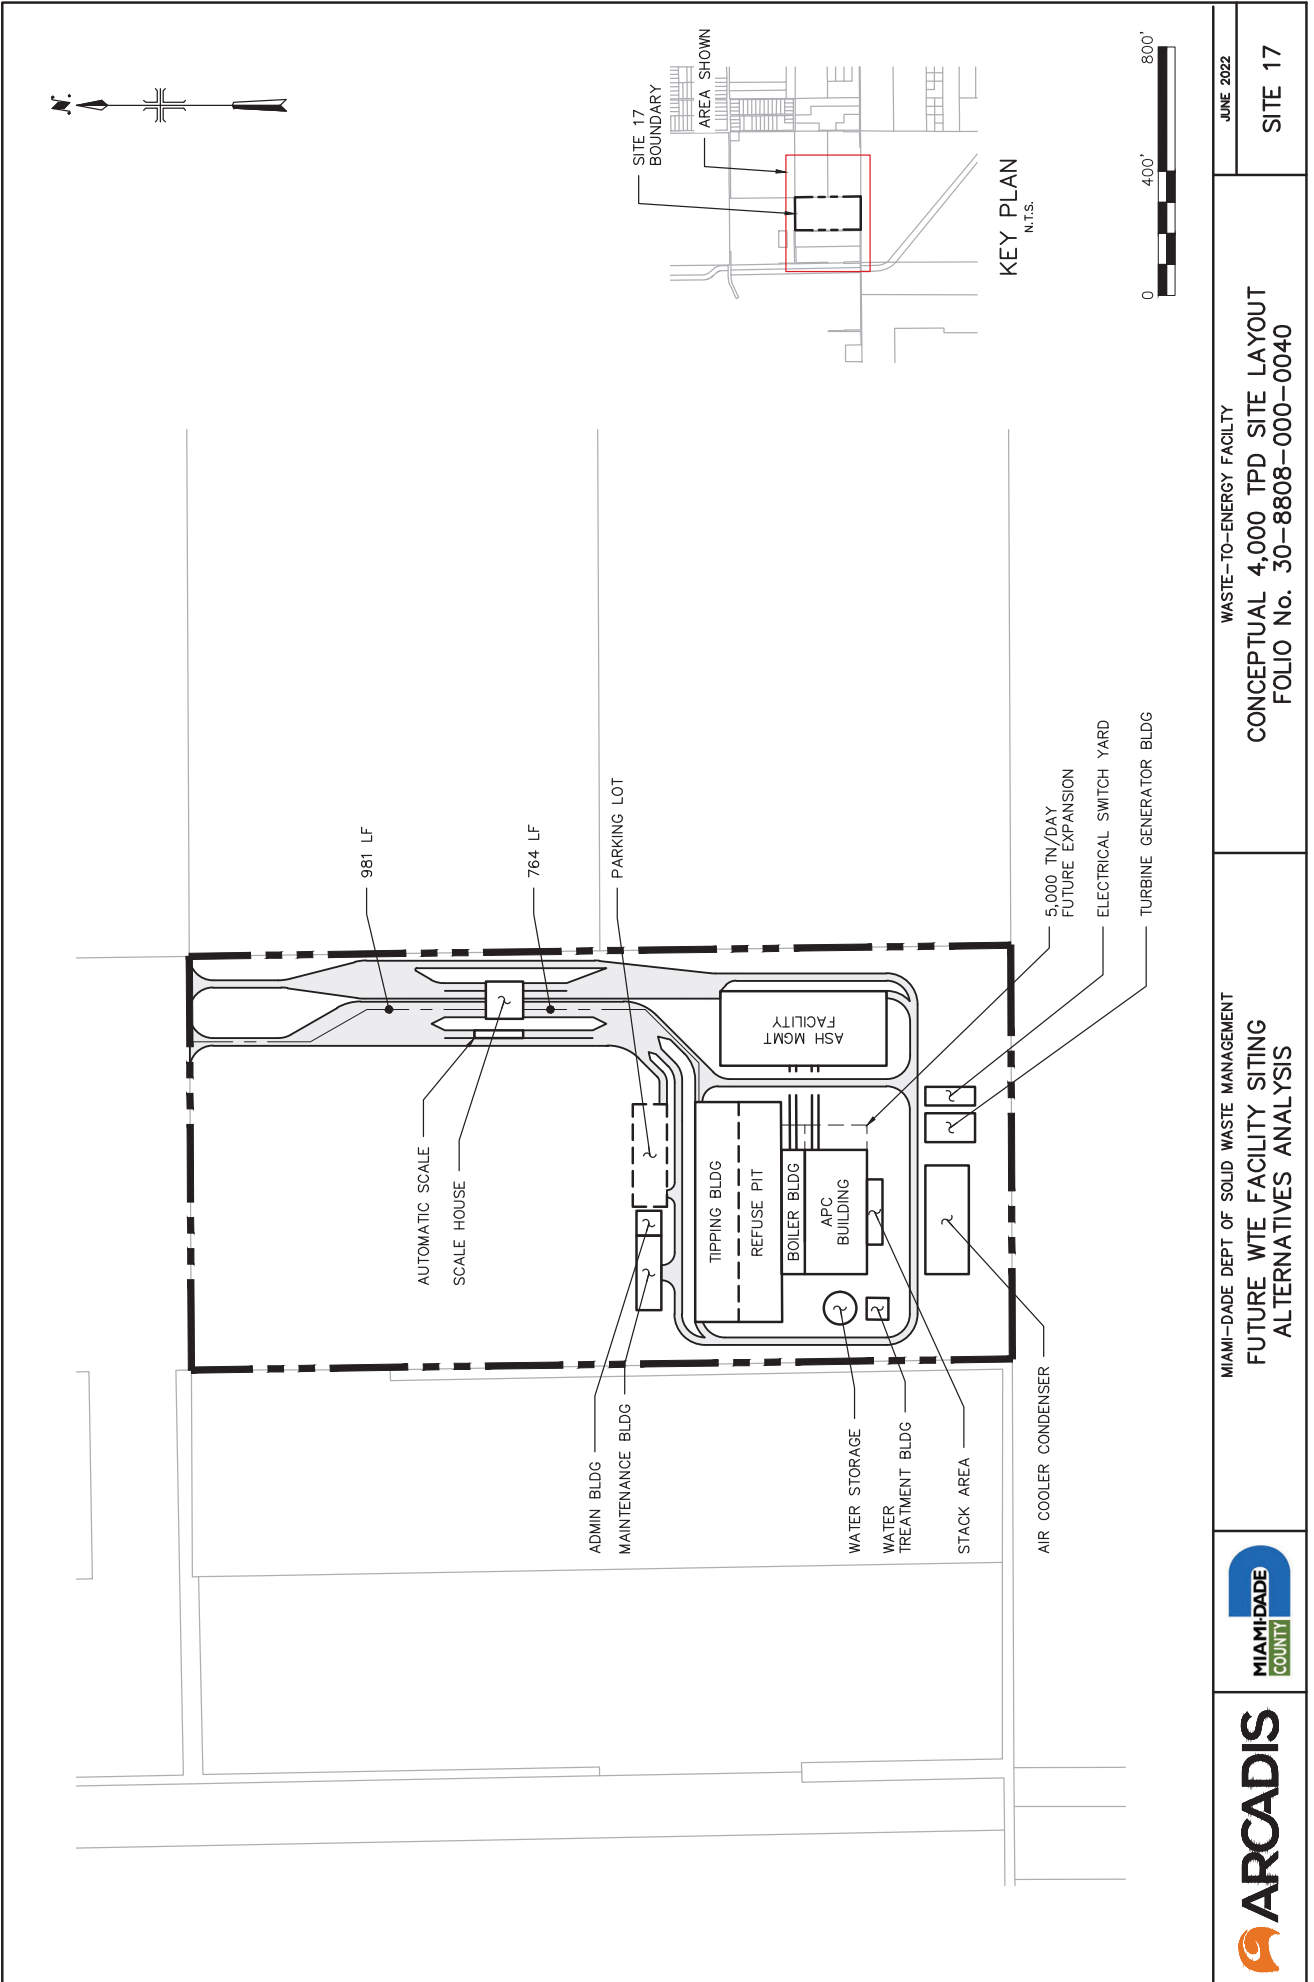 N.
SITE 17
BOUNDARY
AREA SHOWN
KEY PLAN
N.T.S.
0
400'
800'
981 LF
764 LF
PARKING LOT
AUTOMATIC SCALE
SCALE HOUSE
ADMIN BLDG
MAINTENANCE BLDG
TIPPING BLDG
REFUSE PIT
BOILER BLDG
APC
BUILDING
ASH MGMT
FACILITY
WATER STORAGE
WATER
TREATMENT BLDG
STACK AREA
AIR COOLER CONDENSER
5,000 TN/DAY
FUTURE EXPANSION
ELECTRICAL SWITCH YARD
TURBINE GENERATOR BLDG
ARCADIS
MIAMI-DADE
COUNTY
MIAMI-DADE DEPT OF SOLID WASTE MANAGEMENT
FUTURE WTE FACILITY SITING
ALTERNATIVES ANALYSIS
WASTE-TO-ENERGY FACILTY
CONCEPTUAL 4,000 TPD SITE LAYOUT
FOLIO No. 30-8808-000-0040
JUNE 2022
SITE 17